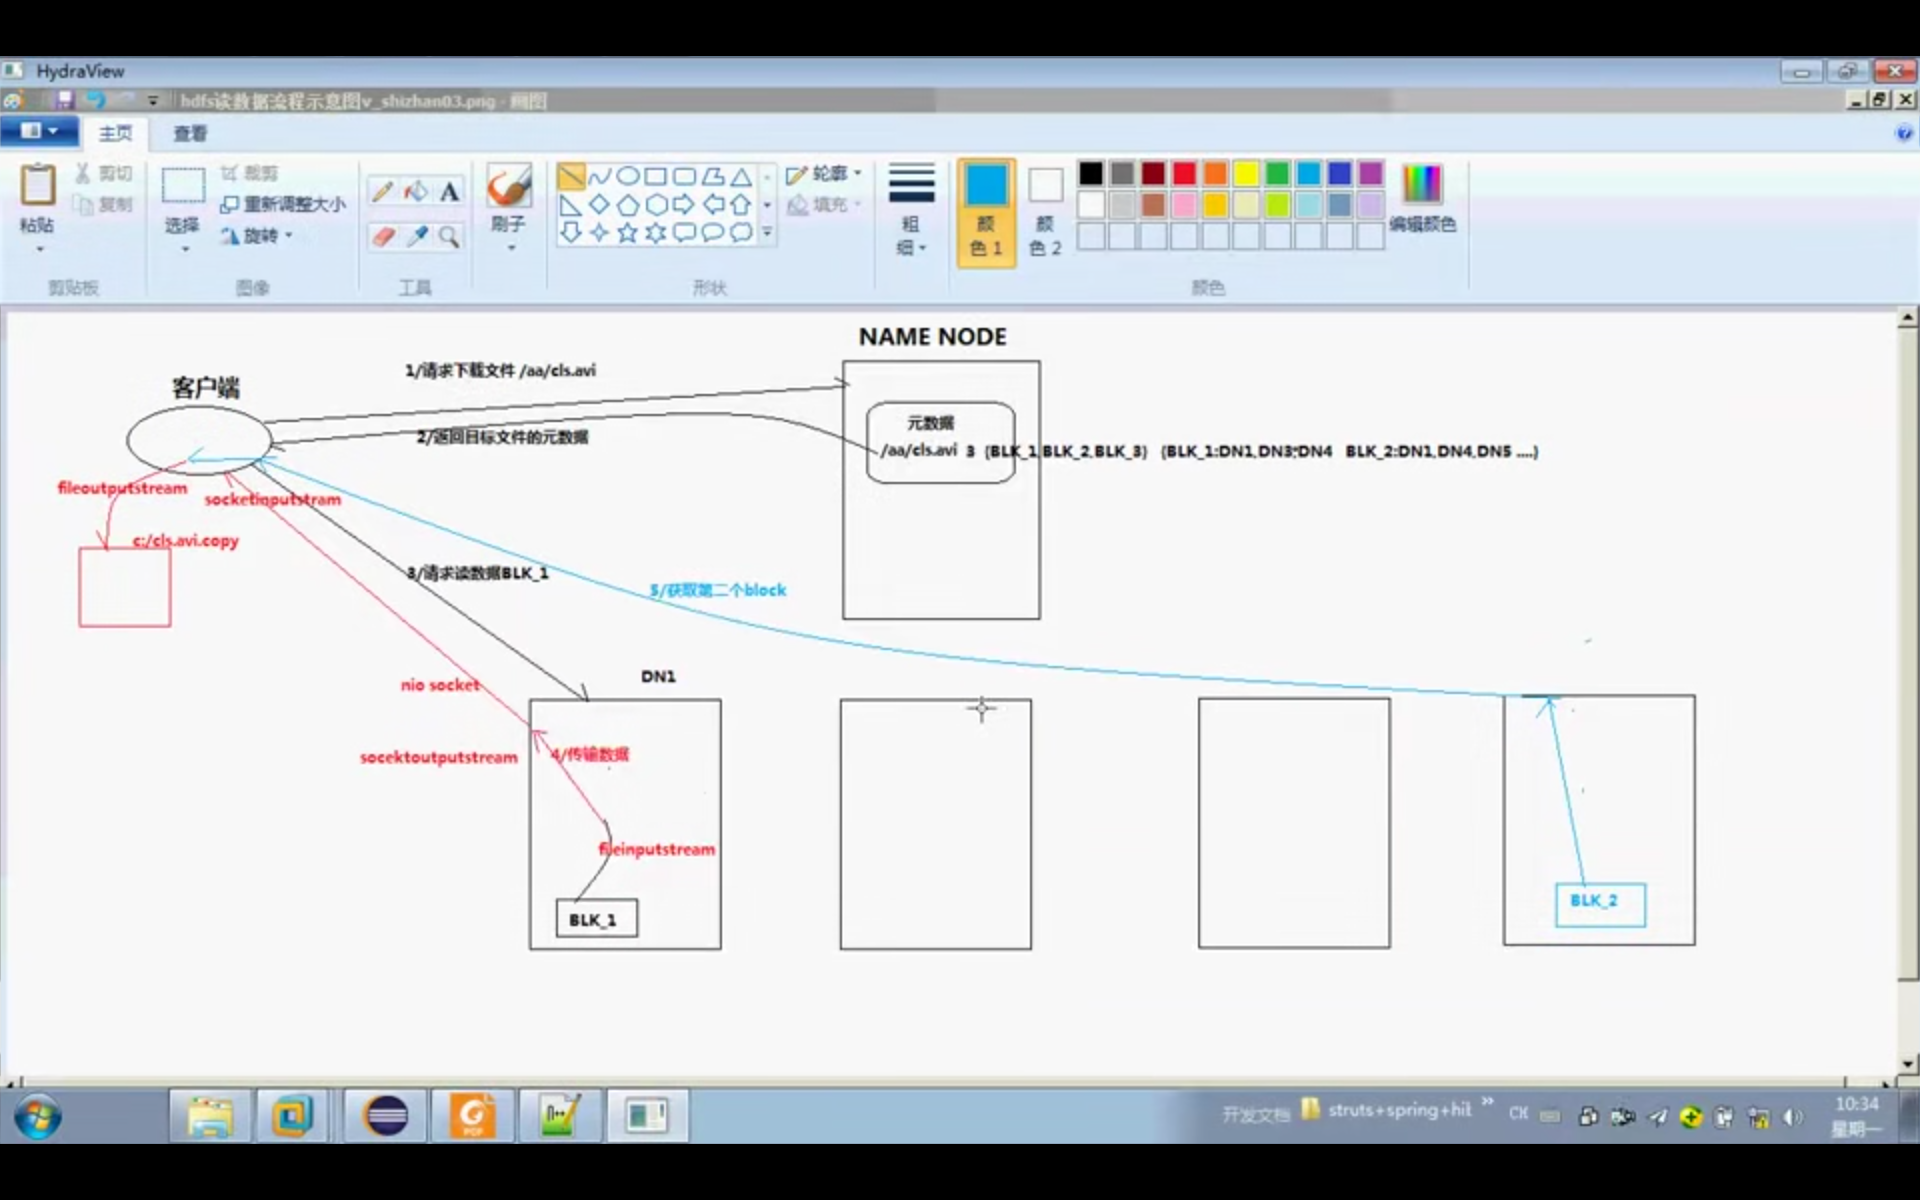 HydraView
hdfs读数据流程示意图v_shizhan03.png - 画图
主页 查看
粘贴
剪切
复制
剪贴板
选择
裁剪
重新调整大小
旋转
图像
A
工具
刷子
轮廓
填充
形状
粗细
颜色 1
颜色 2
编辑颜色
颜色
NAME NODE
客户端
1/请求下载文件 /aa/cls.avi
2/返回目标文件的元数据
元数据
/aa/cls.avi 3 (BLK_1,BLK_2,BLK_3) (BLK_1:DN1,DN3;DN4 BLK_2:DN1,DN4,DN5 ....)
fileoutputstream
socketinputstram
c:/cls.avi.copy
3/请求读数据BLK_1
5/获取第二个block
DN1
nio socket
socektoutputstream
4/传输数据
fileinputstream
BLK_1
BLK_2
开发文档
struts+spring+hit
CH
10:34
星期一